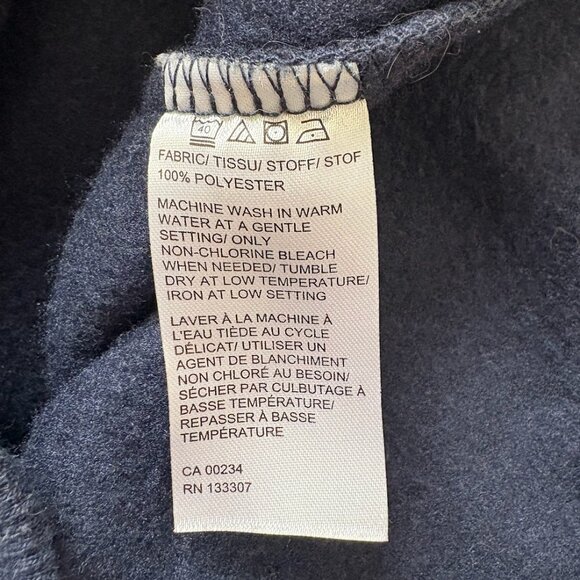 40
FABRIC/ TISSU/ STOFF/ STOF
100% POLYESTER
MACHINE WASH IN WARM
WATER AT A GENTLE
SETTING/ ONLY
NON-CHLORINE BLEACH
WHEN NEEDED/ TUMBLE
DRY AT LOW TEMPERATURE/
IRON AT LOW SETTING
LAVER À LA MACHINE À
L'EAU TIÈDE AU CYCLE
DÉLICAT/ UTILISER UN
AGENT DE BLANCHIMENT
NON CHLORÉ AU BESOIN/
SÉCHER PAR CULBUTAGE À
BASSE TEMPÉRATURE/
REPASSER À BASSE
TEMPÉRATURE
CA 00234
RN 133307